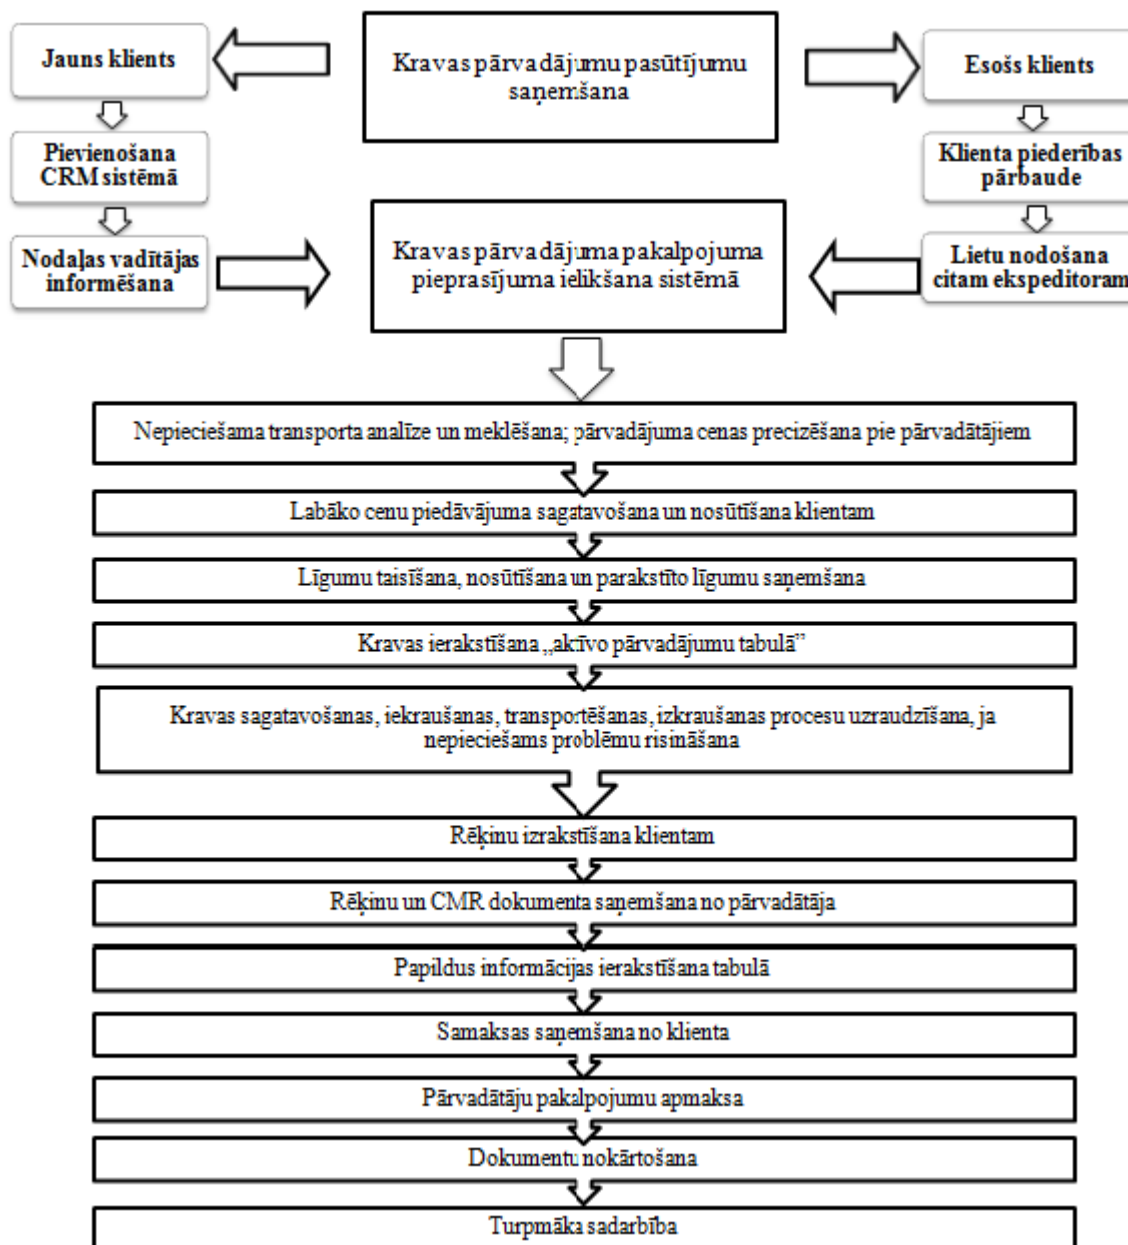 Kravas pārvadājumu pasūtījumu
saņemšana
Jauns klients
Esošs klients
Pievienošana
CRM sistēmā
Klienta piederības
pārbaude
Nodaļas vadītājas
informēšana
Lietu nodošana
citam ekspeditoram
Kravas pārvadājuma pakalpojuma
pieprasījuma ielikšana sistēmā
Nepieciešama transporta analīze un meklēšana; pārvadājuma cenas precizēšana pie pārvadātājiem
Labāko cenu piedāvājuma sagatavošana un nosūtīšana klientam
Līgumu taisīšana, nosūtīšana un parakstīto līgumu saņemšana
Kravas ierakstīšana „aktīvo pārvadājumu tabulā”
Kravas sagatavošanas, iekraušanas, transportēšanas, izkraušanas procesu uzraudzīšana, ja
nepieciešams problēmu risināšana
Rēķinu izrakstīšana klientam
Rēķinu un CMR dokumenta saņemšana no pārvadātāja
Papildus informācijas ierakstīšana tabulā
Samaksas saņemšana no klienta
Pārvadātāju pakalpojumu apmaksa
Dokumentu nokārtošana
Turpmāka sadarbība